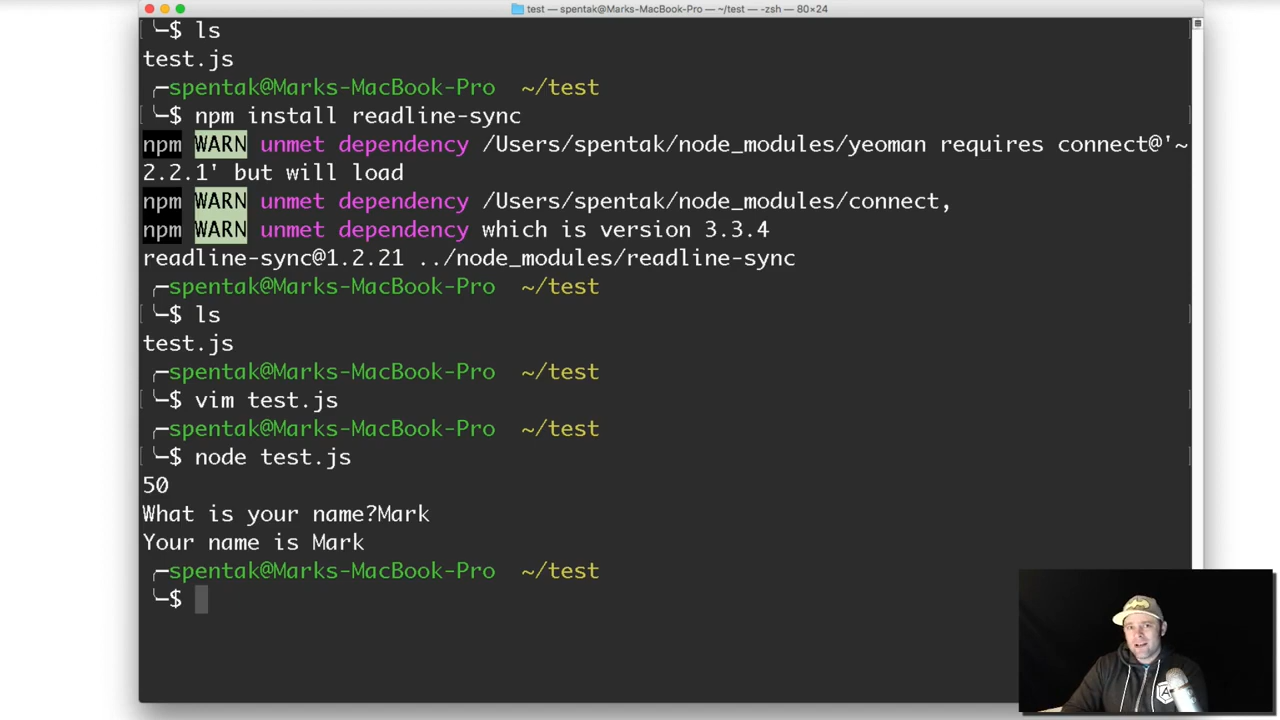 test — spentak@Marks-MacBook-Pro — ~/test — -zsh — 80×24
╰─$ ls
test.js
╭─spentak@Marks-MacBook-Pro ~/test
╰─$ npm install readline-sync
npm WARN unmet dependency /Users/spentak/node_modules/yeoman requires connect@'~
2.2.1' but will load
npm WARN unmet dependency /Users/spentak/node_modules/connect,
npm WARN unmet dependency which is version 3.3.4
readline-sync@1.2.21 ../node_modules/readline-sync
╭─spentak@Marks-MacBook-Pro ~/test
╰─$ ls
test.js
╭─spentak@Marks-MacBook-Pro ~/test
╰─$ vim test.js
╭─spentak@Marks-MacBook-Pro ~/test
╰─$ node test.js
50
What is your name?Mark
Your name is Mark
╭─spentak@Marks-MacBook-Pro ~/test
╰─$